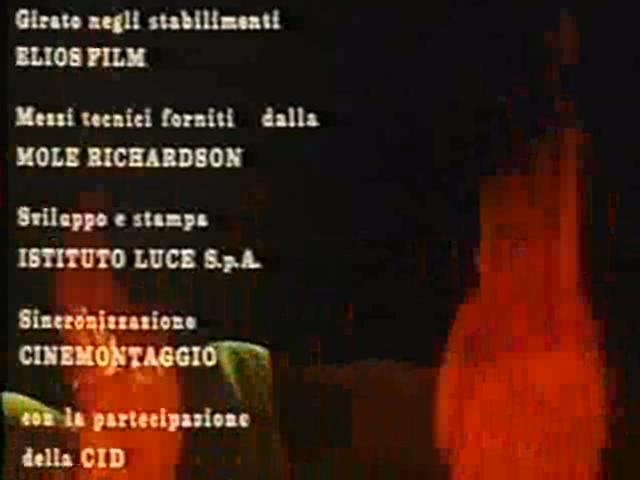 Girato negli stabilimenti
ELIOS FILM
Mezzi tecnici forniti dalla
MOLE RICHARDSON
Sviluppo e stampa
ISTITUTO LUCE S.p.A.
Sincronizzazione
CINEMONTAGGIO
con la partecipazione
della CID